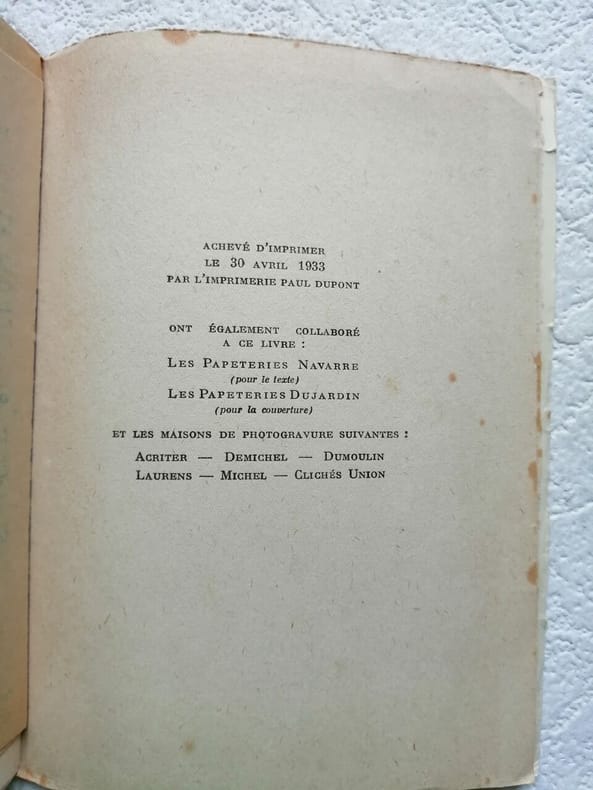 ACHEVÉ D'IMPRIMER
LE 30 AVRIL 1933
PAR L'IMPRIMERIE PAUL DUPONT
ONT ÉGALEMENT COLLABORÉ
A CE LIVRE :
LES PAPETERIES NAVARRE
(pour le texte)
LES PAPETERIES DUJARDIN
(pour la couverture)
ET LES MAISONS DE PHOTOGRAVURE SUIVANTES :
ACRITER — DEMICHEL — DUMOULIN
LAURENS — MICHEL — CLICHÉS UNION